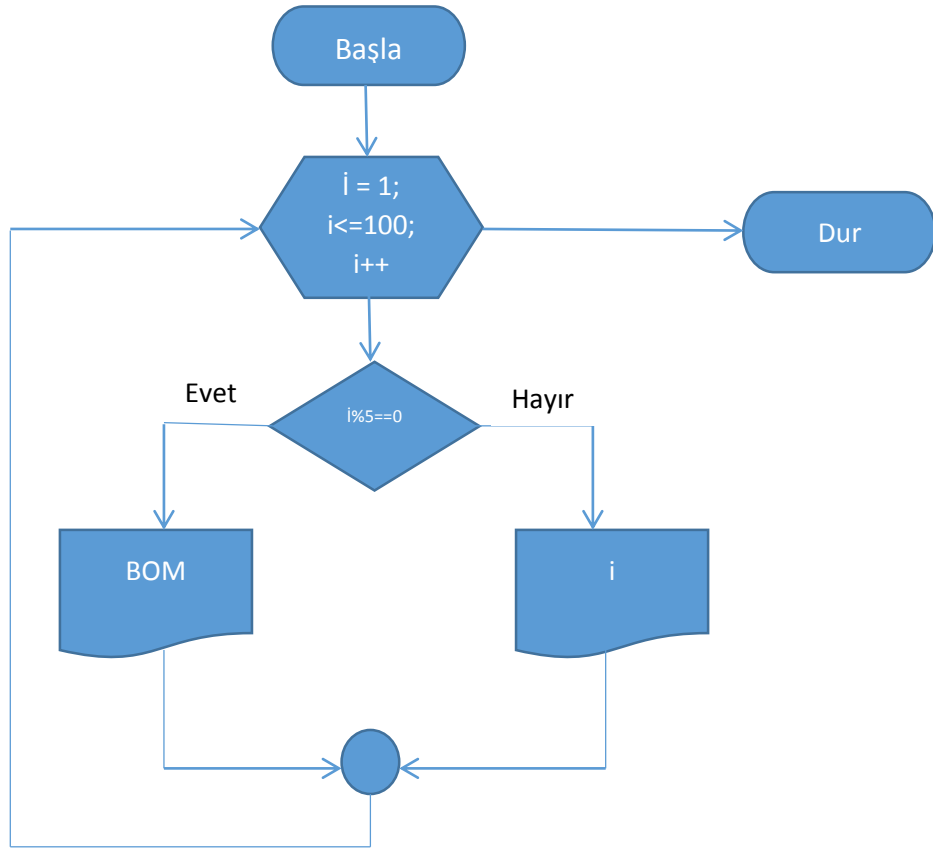 Başla
İ = 1;
i<=100;
i++
Dur
Evet
İ%5==0
Hayır
BOM
i